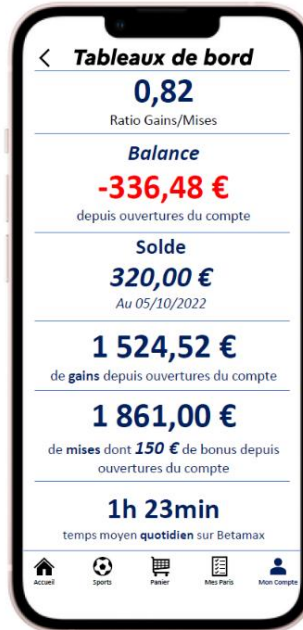 Tableaux de bord
0,82
Ratio Gains/Mises
Balance
-336,48 €
depuis ouvertures du compte
Solde
320,00 €
Au 05/10/2022
1 524,52 €
de gains depuis ouvertures du compte
1 861,00 €
de mises dont 150 € de bonus depuis
ouvertures du compte
1h 23min
temps moyen quotidien sur Betamax
Accueil Sports Panier Mes Paris Mon Compte